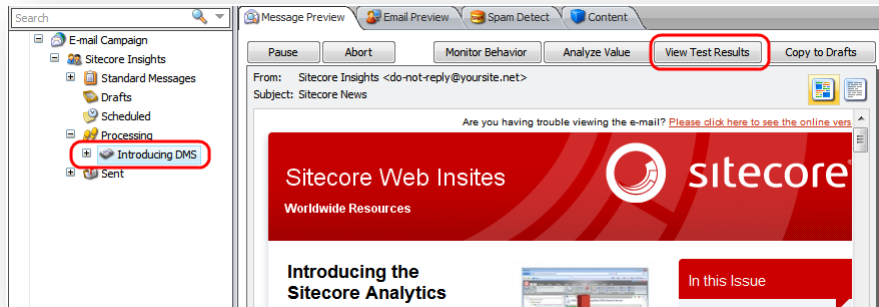 Search
E-mail Campaign
Sitecore Insights
Standard Messages
Drafts
Scheduled
Processing
Introducing DMS
Sent
Message Preview
Email Preview
Spam Detect
Content
Pause
Abort
Monitor Behavior
Analyze Value
View Test Results
Copy to Drafts
From: Sitecore Insights <do-not-reply@yoursite.net>
Subject: Sitecore News
Are you having trouble viewing the e-mail? Please click here to see the online vers
Sitecore Web Insites
Worldwide Resources
sitecore
Introducing the
Sitecore Analytics
In this Issue